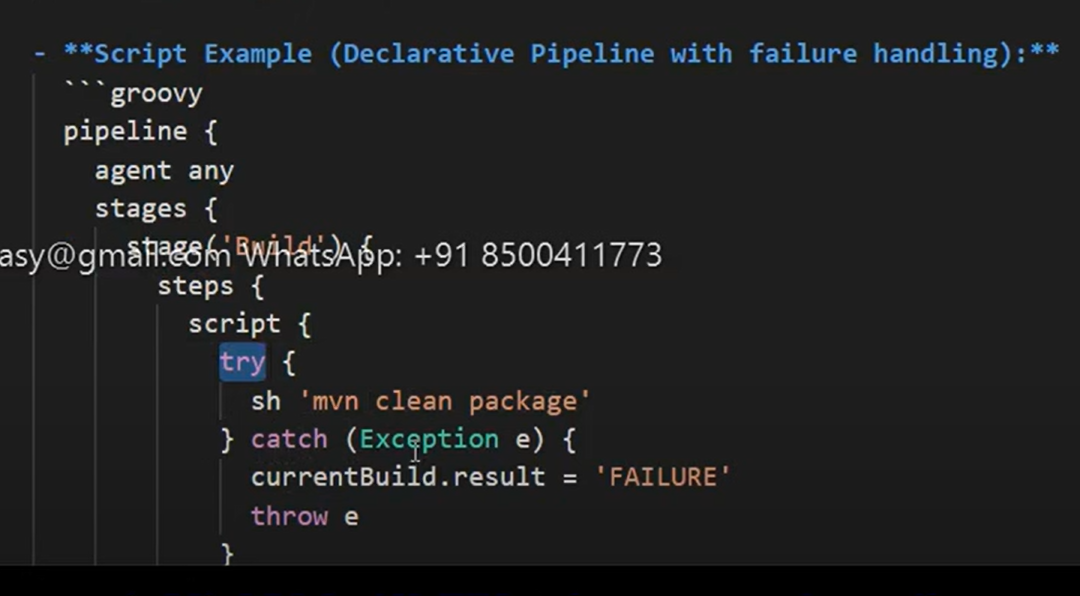 - **Script Example (Declarative Pipeline with failure handling):**
```groovy
pipeline {
agent any
stages {
stage('Build') {
asy@gmail.com WhatsApp: +91 8500411773
steps {
script {
try {
sh 'mvn clean package'
} catch (Exception e) {
currentBuild.result = 'FAILURE'
throw e
}